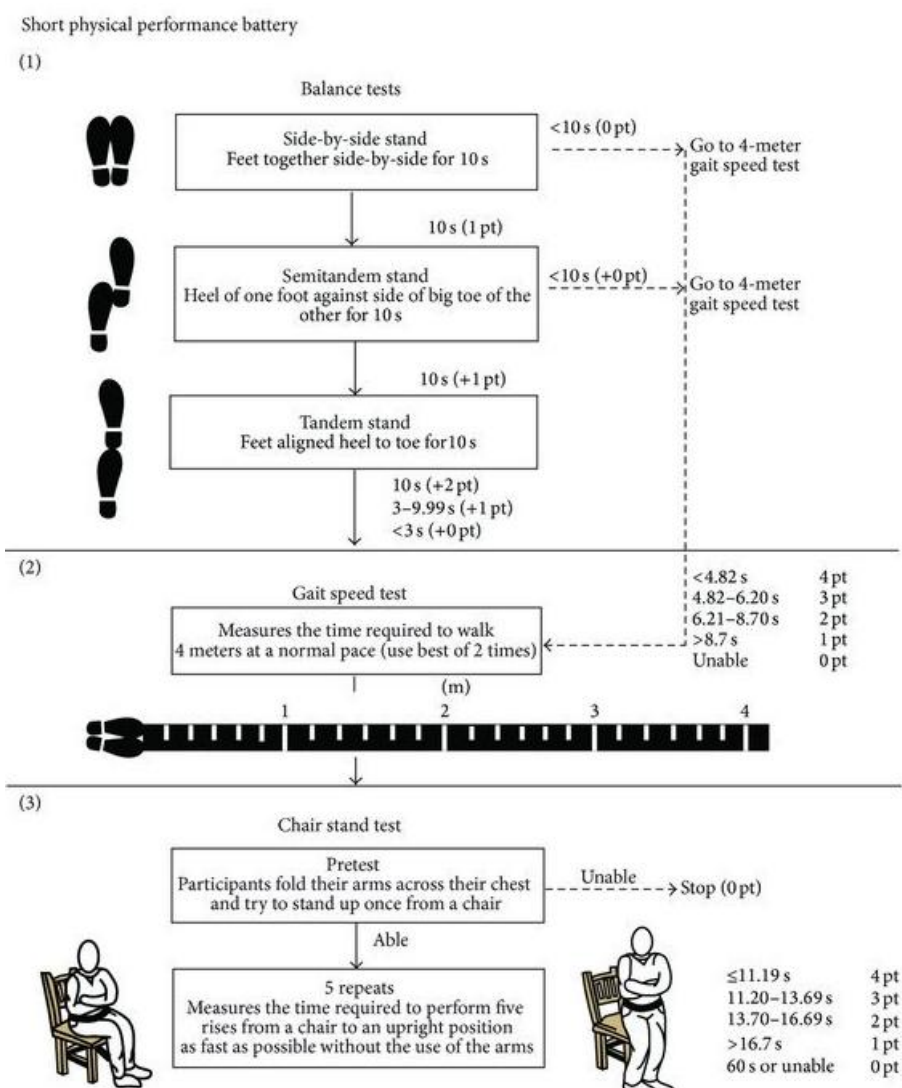 Short physical performance battery
(1)
Balance tests
Side-by-side stand
Feet together side-by-side for 10 s
<10 s (0 pt)
Go to 4-meter
gait speed test
10 s (1 pt)
Semitandem stand
Heel of one foot against side of big toe of the
other for 10 s
<10 s (+0 pt)
Go to 4-meter
gait speed test
10 s (+1 pt)
Tandem stand
Feet aligned heel to toe for10 s
10 s (+2 pt)
3–9.99 s (+1 pt)
<3 s (+0 pt)
(2)
Gait speed test
Measures the time required to walk
4 meters at a normal pace (use best of 2 times)
<4.82 s 4 pt
4.82–6.20 s 3 pt
6.21–8.70 s 2 pt
>8.7 s 1 pt
Unable 0 pt
(m)
1 2 3 4
(3)
Chair stand test
Pretest
Participants fold their arms across their chest
and try to stand up once from a chair
Unable
Stop (0 pt)
Able
5 repeats
Measures the time required to perform five
rises from a chair to an upright position
as fast as possible without the use of the arms
≤11.19 s 4 pt
11.20–13.69 s 3 pt
13.70–16.69 s 2 pt
>16.7 s 1 pt
60 s or unable 0 pt